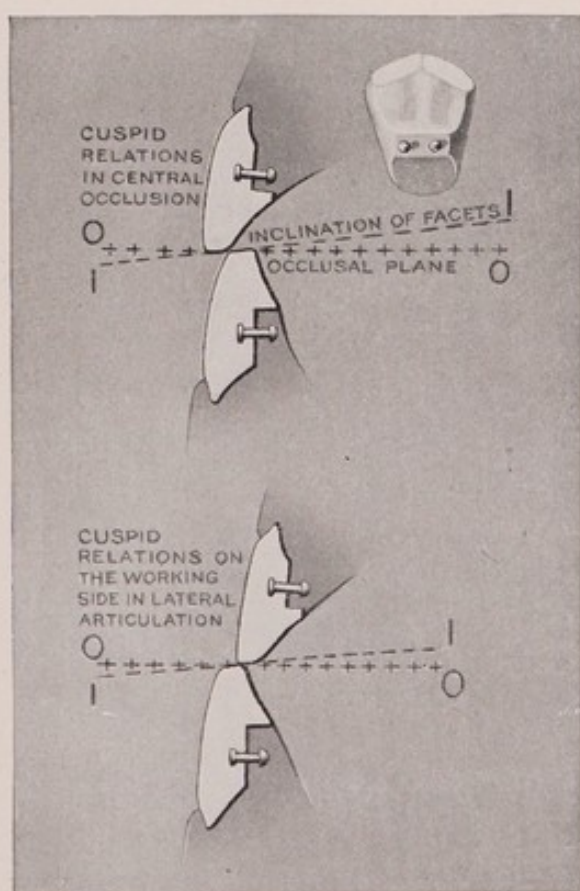 CUSPID
RELATIONS
IN CENTRAL
OCCLUSION
O
I
INCLINATION OF FACETS
I
OCCLUSAL PLANE
O
CUSPID
RELATIONS ON
THE WORKING
SIDE IN LATERAL
ARTICULATION
O
I
I
O